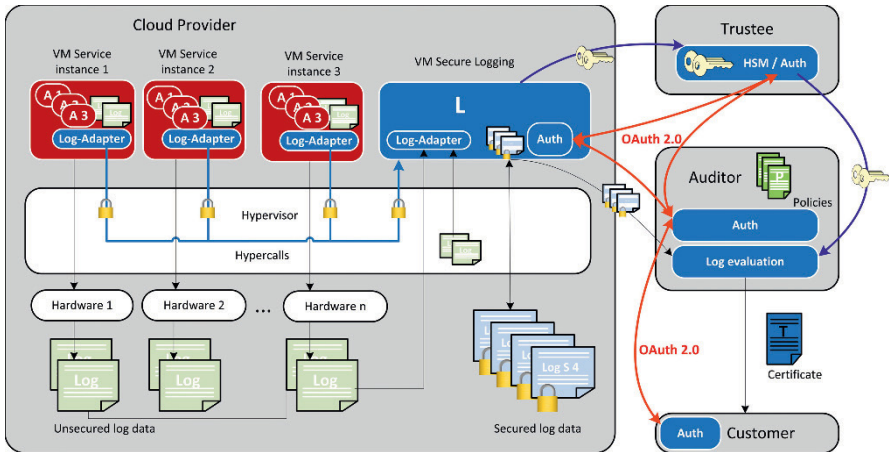 Cloud Provider
Trustee
VM Service
instance 1
VM Service
instance 2
VM Service
instance 3
VM Secure Logging
HSM / Auth
A 3
Log
Log-Adapter
A 3
Log
Log-Adapter
A 3
Log
Log-Adapter
L
Log-Adapter
Auth
OAuth 2.0
Auditor
P
Policies
Auth
Log evaluation
Hypervisor
Hypercalls
Hardware 1
Hardware 2
...
Hardware n
Log
Log
Log
Log S 4
Unsecured log data
Secured log data
OAuth 2.0
T
Certificate
Auth
Customer